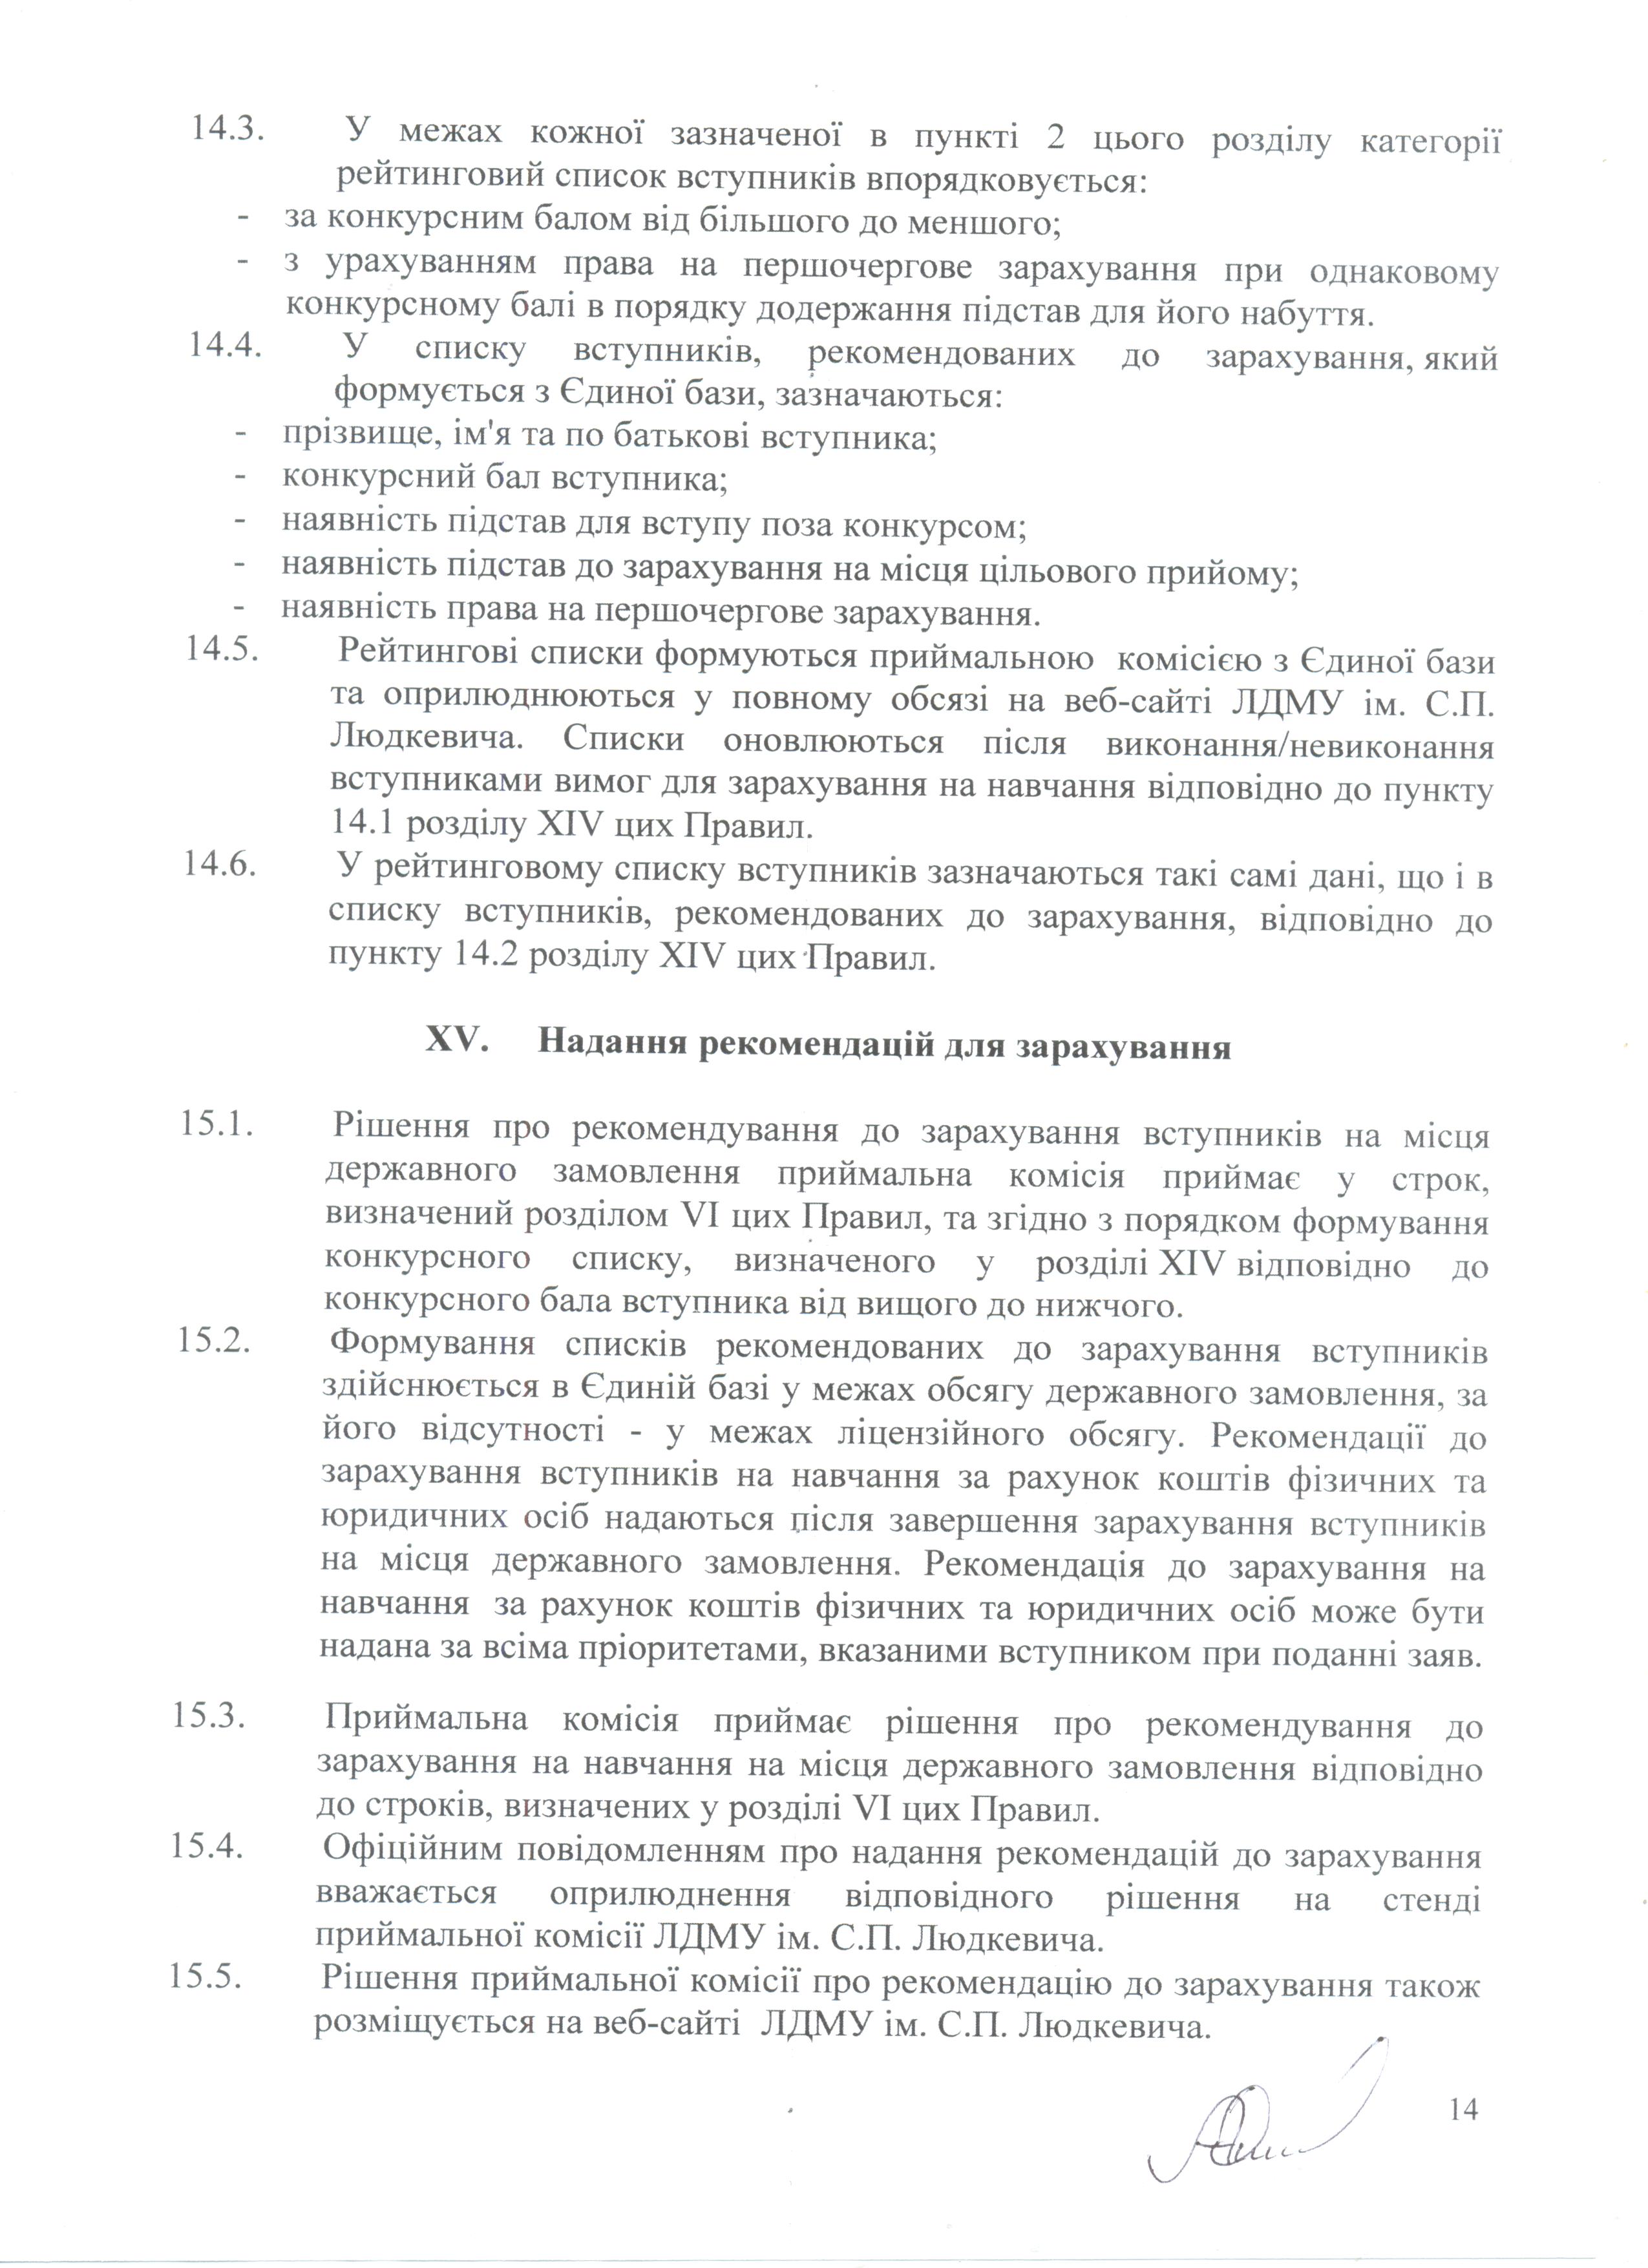 14.3. У межах кожної зазначеної в пункті 2 цього розділу категорії
рейтинговий список вступників впорядковується:
- за конкурсним балом від більшого до меншого;
- з урахуванням права на першочергове зарахування при однаковому
конкурсному балі в порядку додержання підстав для його набуття.
14.4. У списку вступників, рекомендованих до зарахування, який
формується з Єдиної бази, зазначаються:
- прізвище, ім'я та по батькові вступника;
- конкурсний бал вступника;
- наявність підстав для вступу поза конкурсом;
- наявність підстав до зарахування на місця цільового прийому;
- наявність права на першочергове зарахування.
14.5. Рейтингові списки формуються приймальною комісією з Єдиної бази
та оприлюднюються у повному обсязі на веб-сайті ЛДМУ ім. С.П.
Людкевича. Списки оновлюються після виконання/невиконання
вступниками вимог для зарахування на навчання відповідно до пункту
14.1 розділу XIV цих Правил.
14.6. У рейтинговому списку вступників зазначаються такі самі дані, що і в
списку вступників, рекомендованих до зарахування, відповідно до
пункту 14.2 розділу XIV цих Правил.
XV. Надання рекомендацій для зарахування
15.1. Рішення про рекомендування до зарахування вступників на місця
державного замовлення приймальна комісія приймає у строк,
визначений розділом VI цих Правил, та згідно з порядком формування
конкурсного списку, визначеного у розділі XIV відповідно до
конкурсного бала вступника від вищого до нижчого.
15.2. Формування списків рекомендованих до зарахування вступників
здійснюється в Єдиній базі у межах обсягу державного замовлення, за
його відсутності - у межах ліцензійного обсягу. Рекомендації до
зарахування вступників на навчання за рахунок коштів фізичних та
юридичних осіб надаються після завершення зарахування вступників
на місця державного замовлення. Рекомендація до зарахування на
навчання за рахунок коштів фізичних та юридичних осіб може бути
надана за всіма пріоритетами, вказаними вступником при поданні заяв.
15.3. Приймальна комісія приймає рішення про рекомендування до
зарахування на навчання на місця державного замовлення відповідно
до строків, визначених у розділі VI цих Правил.
15.4. Офіційним повідомленням про надання рекомендацій до зарахування
вважається оприлюднення відповідного рішення на стенді
приймальної комісії ЛДМУ ім. С.П. Людкевича.
15.5. Рішення приймальної комісії про рекомендацію до зарахування також
розміщується на веб-сайті ЛДМУ ім. С.П. Людкевича.
14